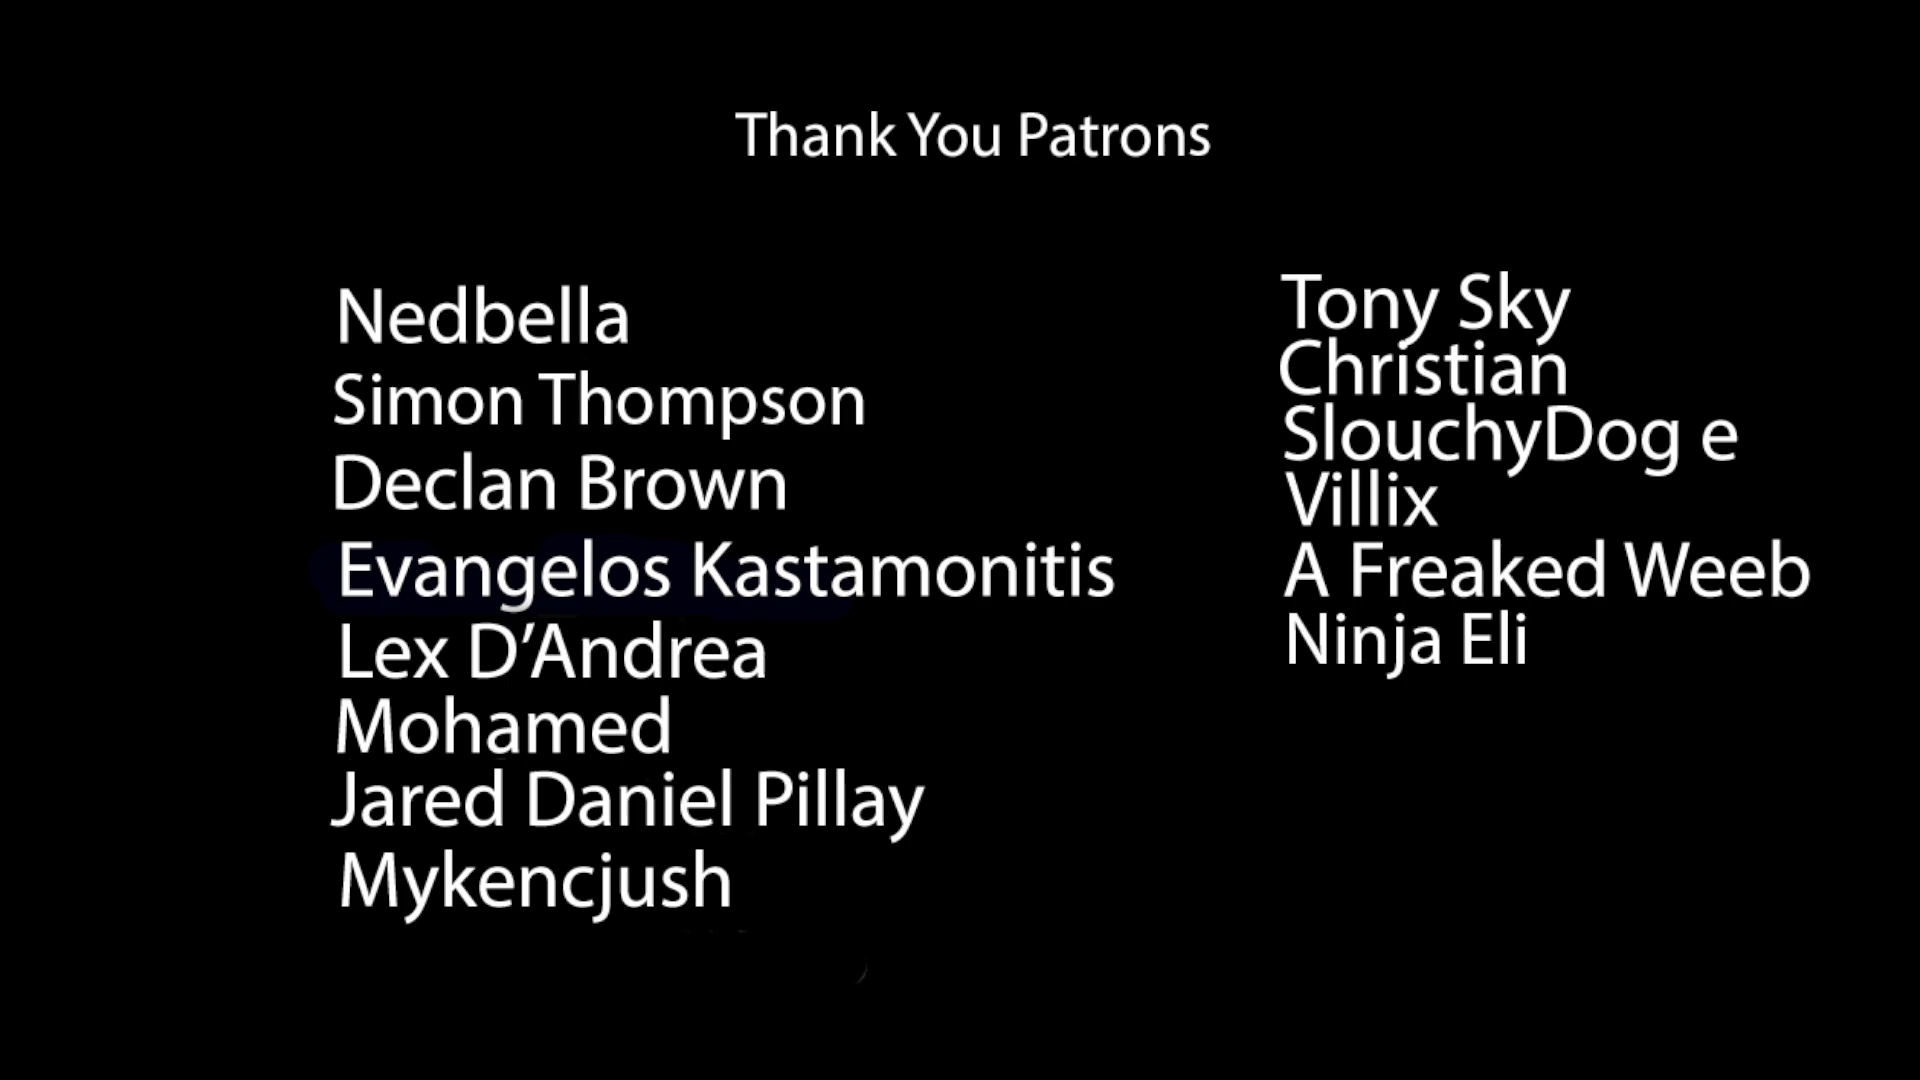 Thank You Patrons
Nedbella
Simon Thompson
Declan Brown
Evangelos Kastamonitis
Lex D’Andrea
Mohamed
Jared Daniel Pillay
Mykencjush
Tony Sky
Christian
SlouchyDog e
Villix
A Freaked Weeb
Ninja Eli